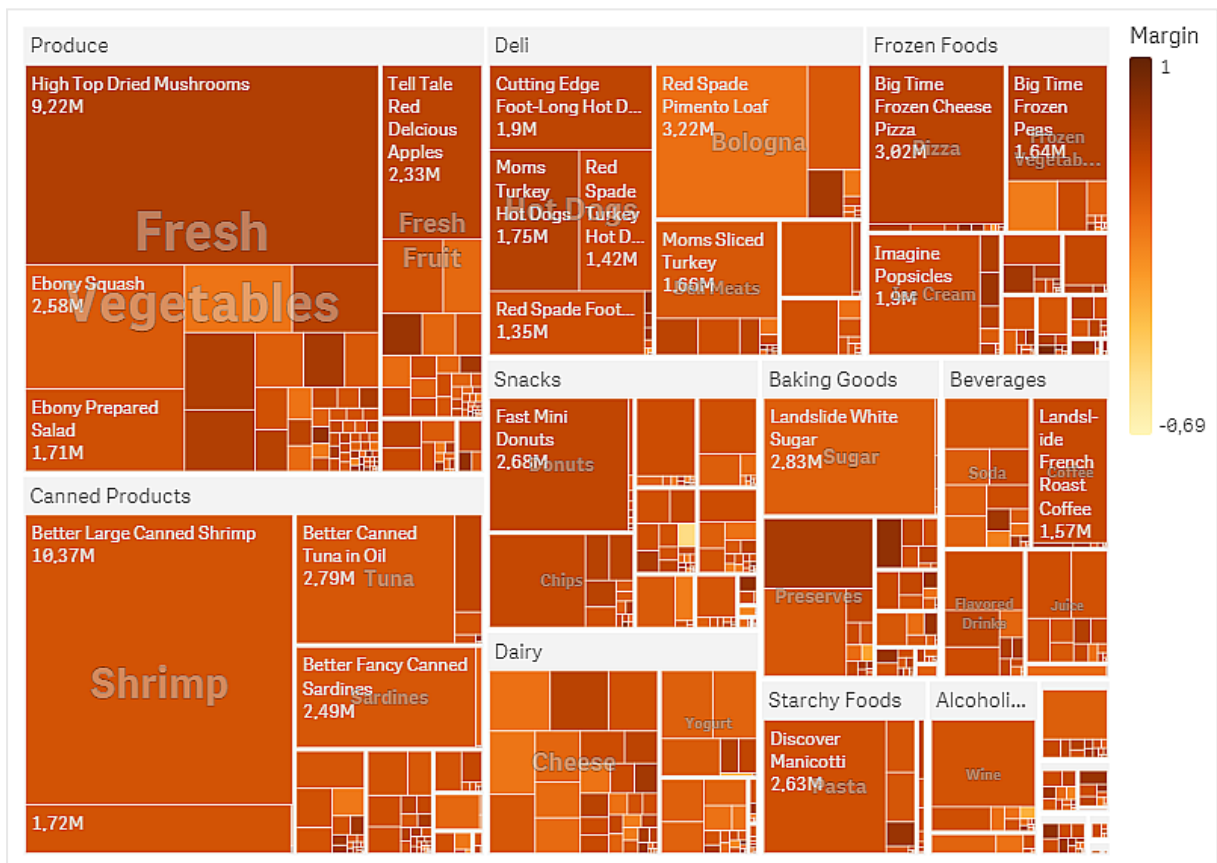 Produce
High Top Dried Mushrooms
9,22M
Tell Tale
Red
Delcious
Apples
2,33M
Fresh
Vegetables
Fresh
Fruit
Ebony Squash
2,58M
Ebony Prepared
Salad
1,71M
Deli
Cutting Edge
Foot-Long Hot D...
1,9M
Moms
Turkey
Hot Dogs
1,75M
Red
Spade
Turkey
Hot D...
1,42M
Hot Dogs
Red Spade Foot...
1,35M
Red Spade
Pimento Loaf
3,22M
Bologna
Moms Sliced
Turkey
1,66M
Deli Meats
Frozen Foods
Big Time
Frozen Cheese
Pizza
3,02M
Pizza
Big Time
Frozen
Peas
1,64M
Frozen
Vegetab...
Imagine
Popsicles
1,9M
Ice Cream
Margin
1
-0,69
Canned Products
Better Large Canned Shrimp
10,37M
Shrimp
1,72M
Better Canned
Tuna in Oil
2,79M
Tuna
Better Fancy Canned
Sardines
2,49M
Sardines
Snacks
Fast Mini
Donuts
2,68M
Donuts
Chips
Dairy
Cheese
Yogurt
Baking Goods
Landslide White
Sugar
2,83M
Sugar
Preserves
Beverages
Soda
Landsl-
ide
French
Roast
Coffee
1,57M
Coffee
Flavored
Drinks
Juice
Starchy Foods
Discover
Manicotti
2,63M
Pasta
Alcoholi...
Wine